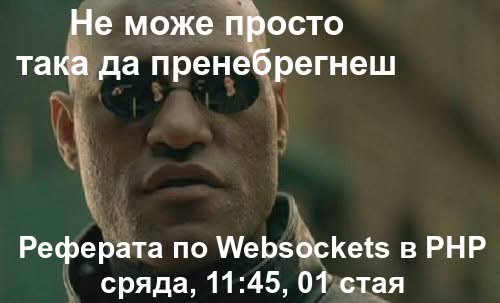 Не може просто
така да пренебрегнеш
Реферата по Websockets в PHP
сряда, 11:45, 01 стая